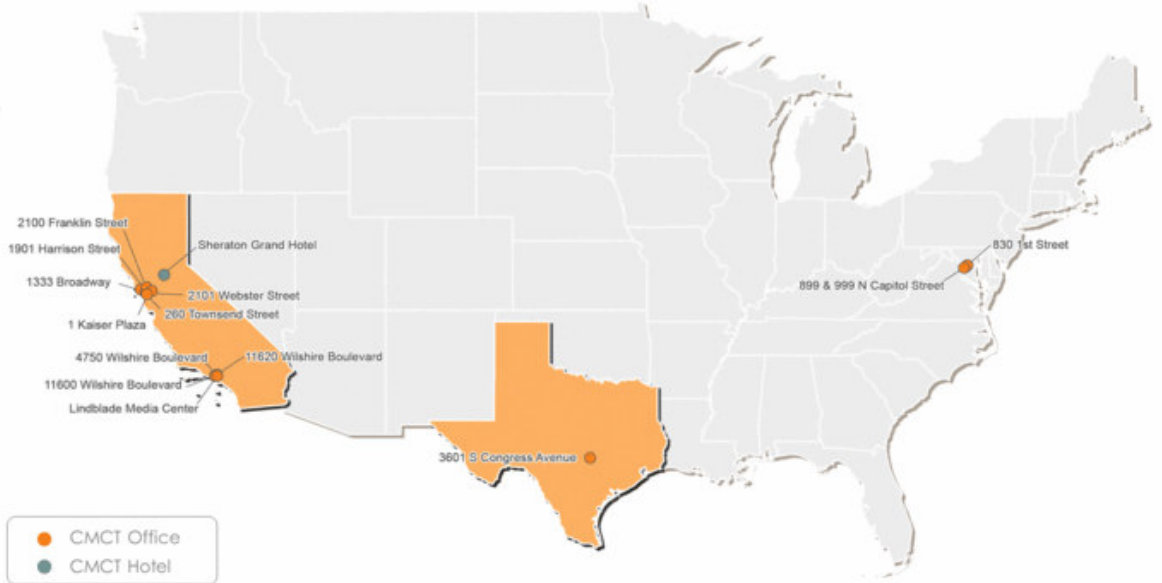 2100 Franklin Street
1901 Harrison Street
Sheraton Grand Hotel
1333 Broadway
2101 Webster Street
260 Townsend Street
1 Kaiser Plaza
4750 Wilshire Boulevard
11620 Wilshire Boulevard
11600 Wilshire Boulevard
Lindblade Media Center
830 1st Street
899 & 999 N Capitol Street
3601 S Congress Avenue
CMCT Office
CMCT Hotel